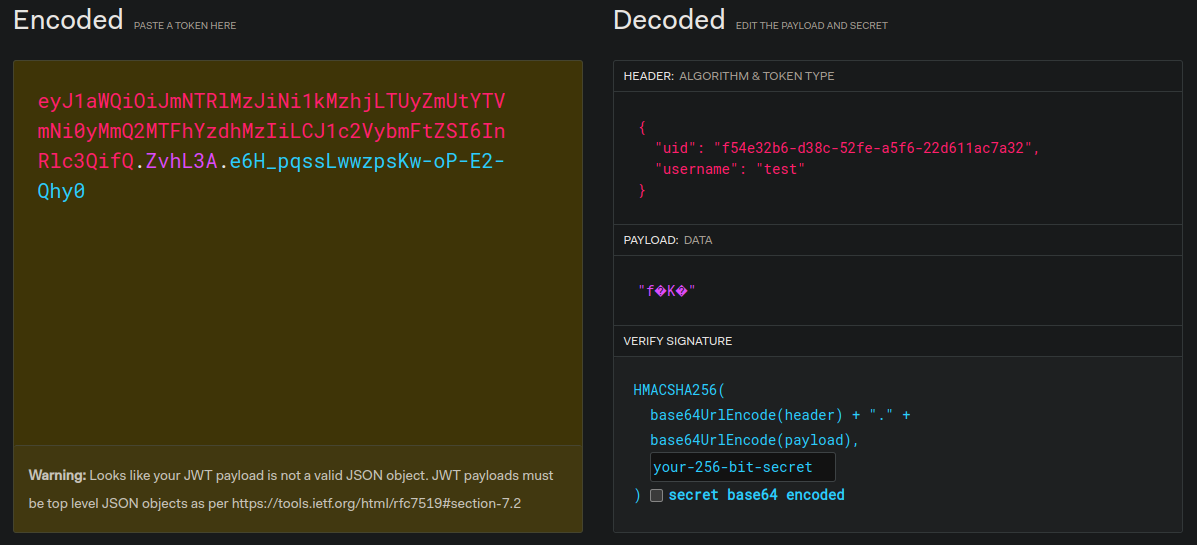 Encoded PASTE A TOKEN HERE
eyJ1aWQiOiJmNTRlMzJiNi1kMzhjLTUyZmUtYTV
mNi0yMmQ2MTFhYzdhMzIiLCJ1c2VybmFtZSI6In
Rlc3QifQ.ZvhL3A.e6H_pqssLwwzpsKw-oP-E2-
Qhy0
Warning: Looks like your JWT payload is not a valid JSON object. JWT payloads must
be top level JSON objects as per https://tools.ietf.org/html/rfc7519#section-7.2
Decoded EDIT THE PAYLOAD AND SECRET
HEADER: ALGORITHM & TOKEN TYPE
{
"uid": "f54e32b6-d38c-52fe-a5f6-22d611ac7a32",
"username": "test"
}
PAYLOAD: DATA
"f�K�"
VERIFY SIGNATURE
HMACSHA256(
base64UrlEncode(header) + "." +
base64UrlEncode(payload),
your-256-bit-secret
) secret base64 encoded